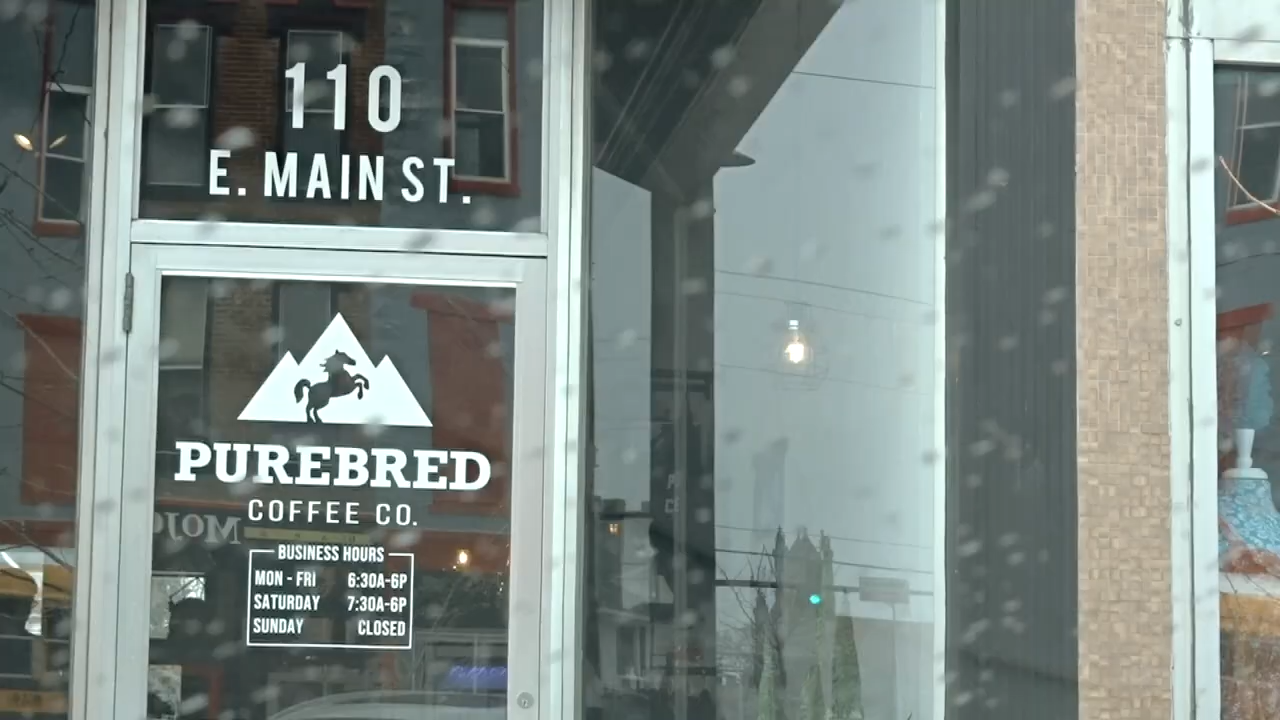 110
E. MAIN ST.
PUREBRED
COFFEE CO.
BUSINESS HOURS
MON - FRI 6:30A-6P
SATURDAY 7:30A-6P
SUNDAY CLOSED